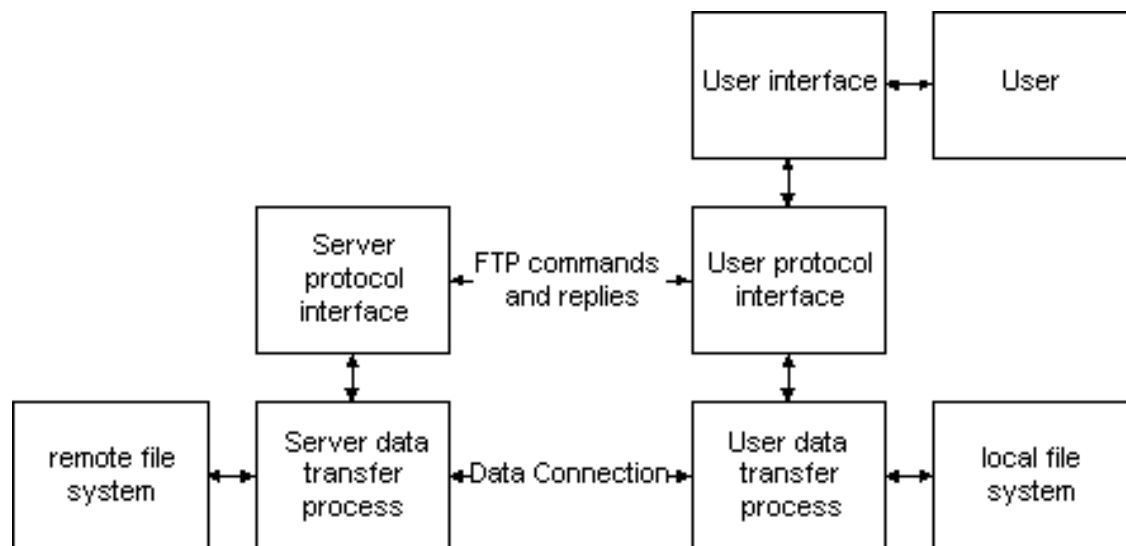 User interface
User
Server
protocol
interface
FTP commands
and replies
User protocol
interface
remote file
system
Server data
transfer
process
Data Connection
User data
transfer
process
local file
system